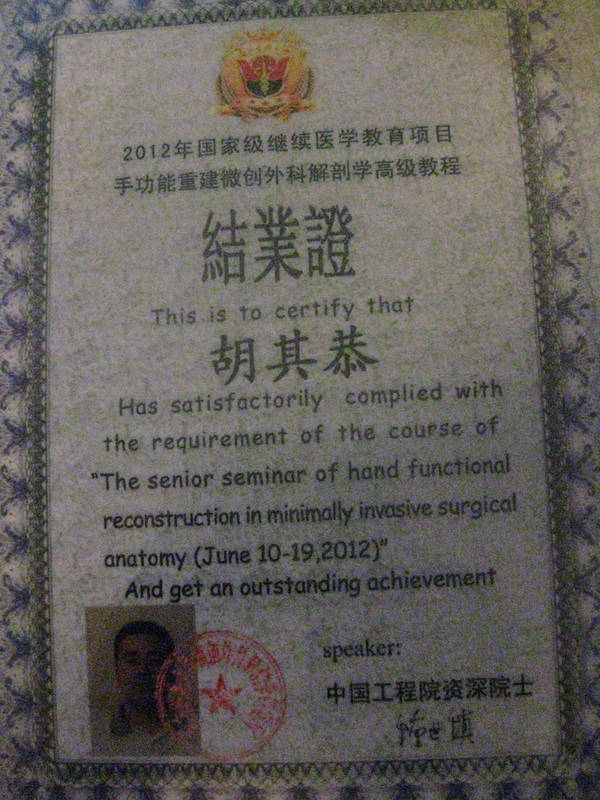 2012年国家级继续医学教育项目
手功能重建微创外科解剖学高级教程
結業證
This is to certify that
胡其恭
Has satisfactorily complied with
the requirement of the course of
“The senior seminar of hand functional
reconstruction in minimally invasive surgical
anatomy (June 10-19,2012)”
And get an outstanding achievement
speaker:
中国工程院资深院士